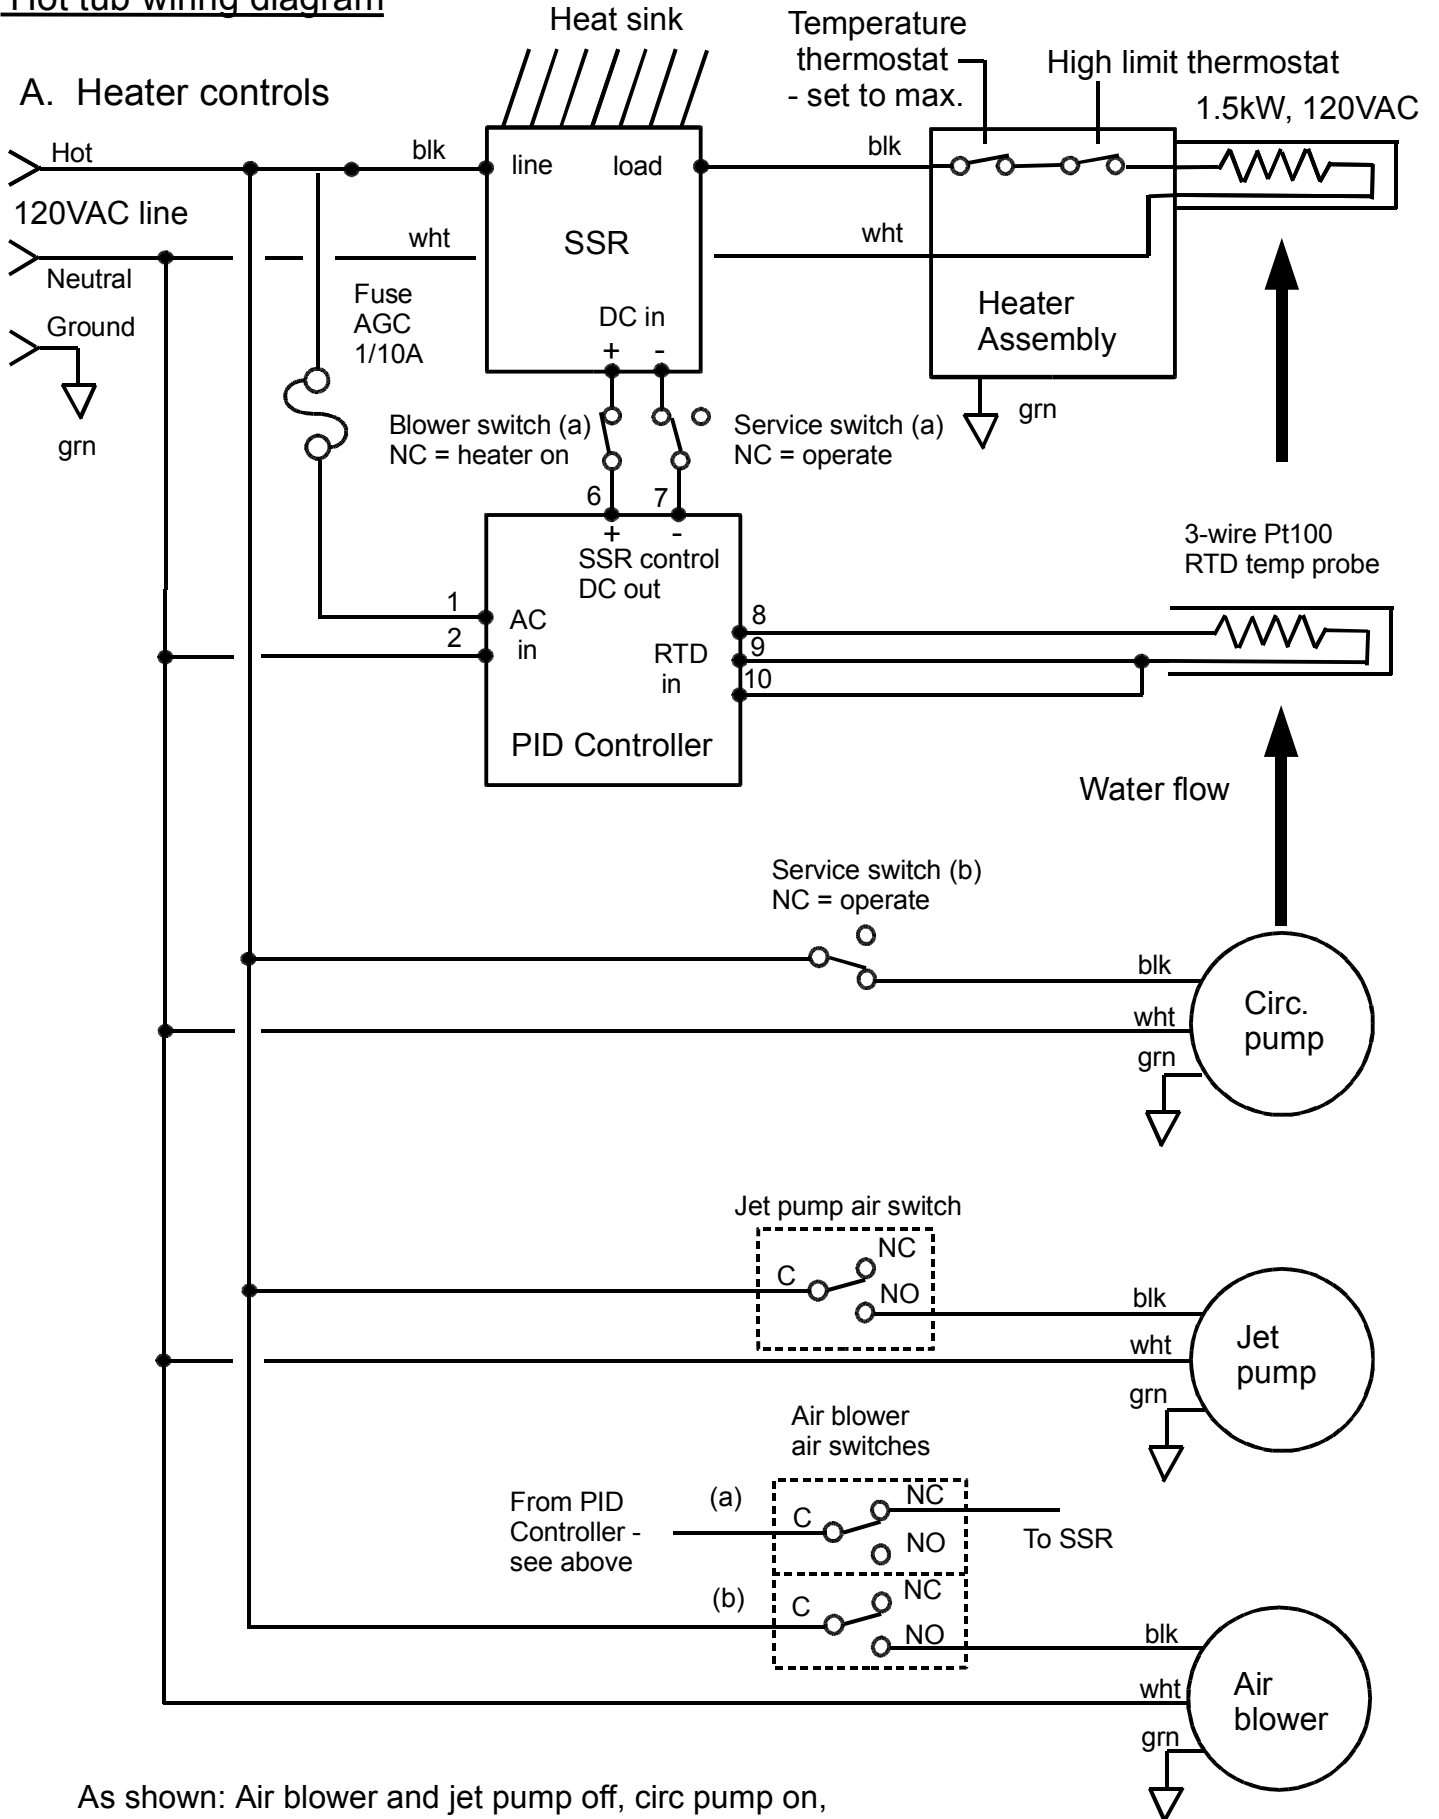 Hot tub wiring diagram
Heat sink
Temperature
thermostat
- set to max.
High limit thermostat
1.5kW, 120VAC
A. Heater controls
Hot
blk
line
load
blk
120VAC line
wht
SSR
wht
Neutral
Fuse
AGC
1/10A
Ground
DC in
+ -
Heater
Assembly
grn
grn
Blower switch (a)
NC = heater on
Service switch (a)
NC = operate
6
7
+ -
SSR control
DC out
3-wire Pt100
RTD temp probe
1
2
AC
in
RTD
in
8
9
10
PID Controller
Water flow
Service switch (b)
NC = operate
blk
wht
grn
Circ.
pump
Jet pump air switch
C
NC
NO
blk
wht
grn
Jet
pump
Air blower
air switches
From PID
Controller -
see above
(a)
C
NC
NO
To SSR
(b)
C
NC
NO
blk
wht
grn
Air
blower
As shown: Air blower and jet pump off, circ pump on,